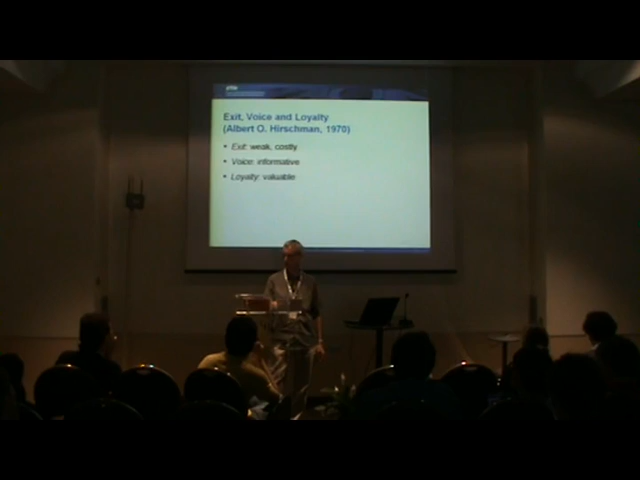 Exit, Voice and Loyalty
(Albert O. Hirschman, 1970)
• Exit: weak, costly
• Voice: informative
• Loyalty: valuable